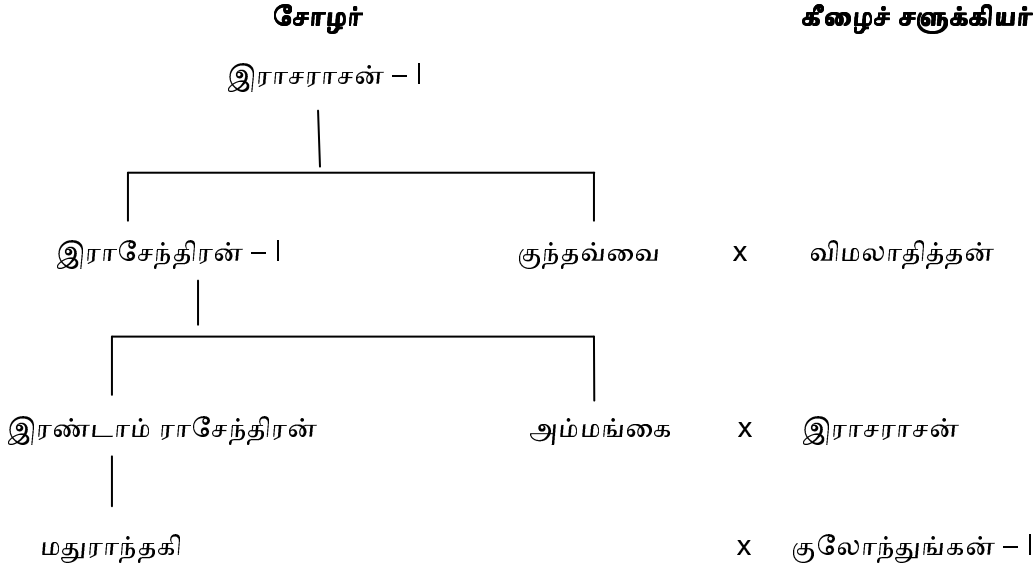 சோழர் கீழைச் சளுக்கியர்
இராசராசன் – I
இராசேந்திரன் – I குந்தவ்வை x விமலாதித்தன்
இரண்டாம் ராசேந்திரன் அம்மங்கை x இராசராசன்
மதுராந்தகி x குலோந்துங்கன் – I